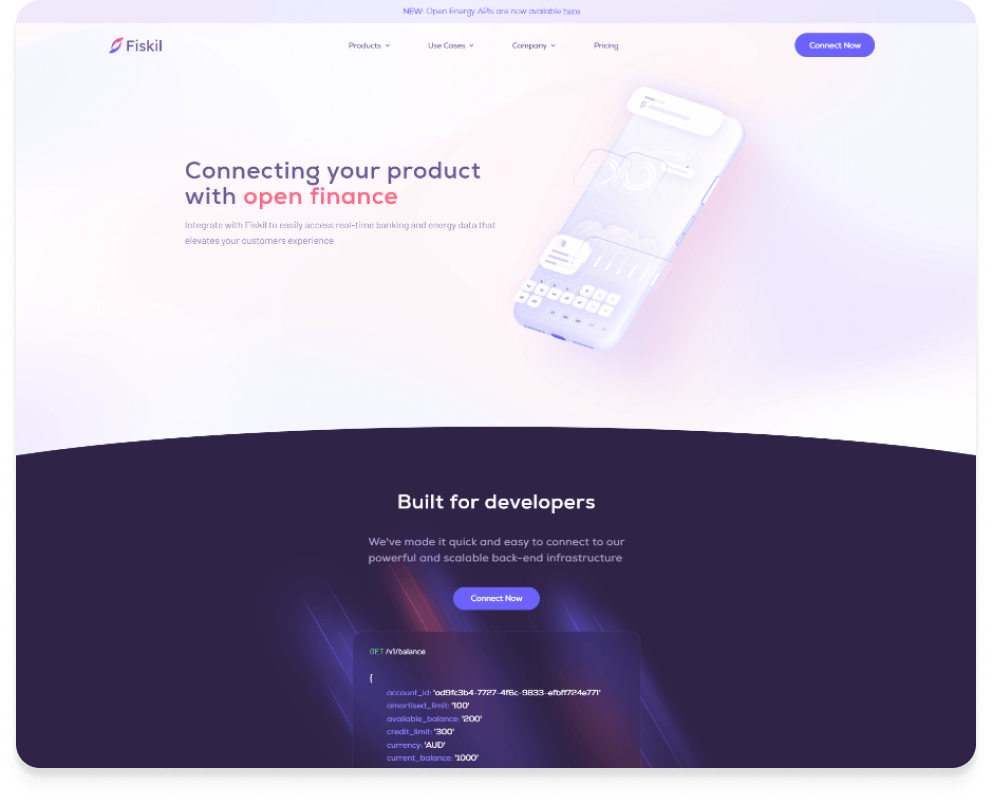 NEW: Open Energy APIs are now available here
Fiskil
Products
Use Cases
Company
Pricing
Connect Now
Connecting your product
with open finance
Integrate with Fiskil to easily access real-time banking and energy data that
elevates your customers experience
Built for developers
We've made it quick and easy to connect to our
powerful and scalable back-end infrastructure
Connect Now
GET /v1/balance
{
account_id: 'ad9fc3b4-7727-4f6c-9833-efbff724e771'
amortised_limit: '100'
available_balance: '200'
credit_limit: '300'
currency: 'AUD'
current_balance: '1000'